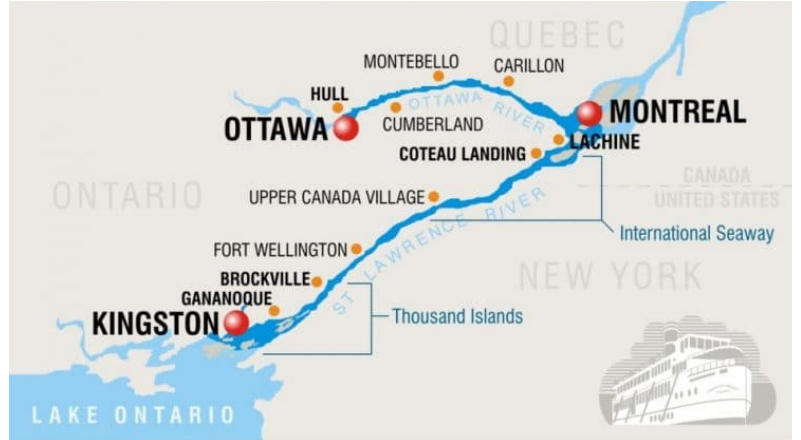 QUEBEC
MONTEBELLO
CARILLON
HULL
OTTAWA RIVER
MONTREAL
OTTAWA
CUMBERLAND
LACHINE
COTEAU LANDING
CANADA
UNITED STATES
ONTARIO
UPPER CANADA VILLAGE
International Seaway
ST LAWRENCE RIVER
FORT WELLINGTON
NEW YORK
BROCKVILLE
GANANOQUE
KINGSTON
Thousand Islands
LAKE ONTARIO